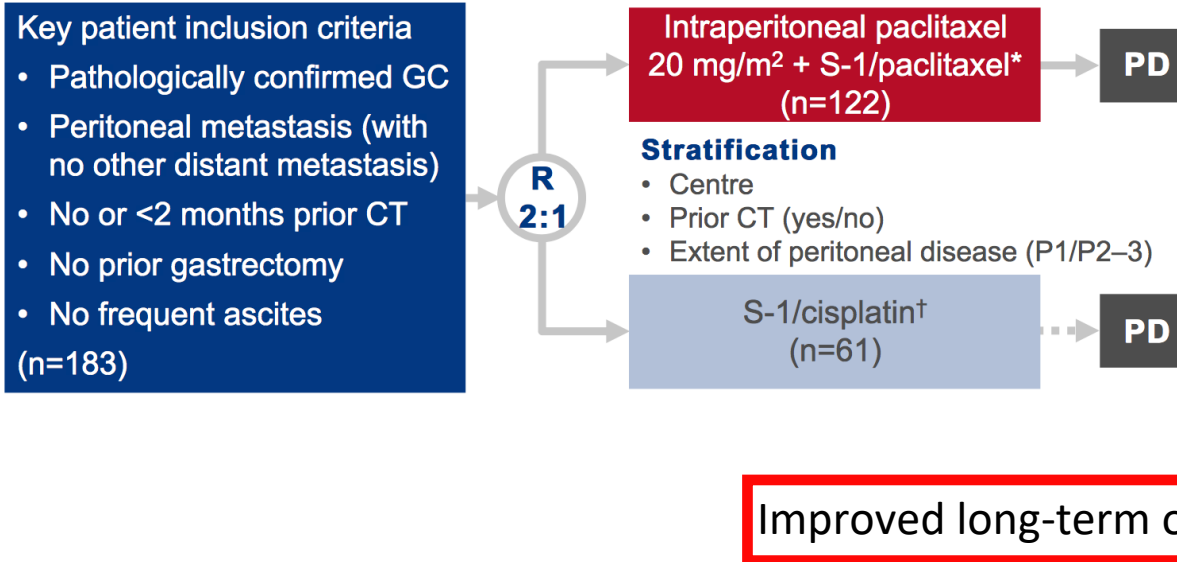 Key patient inclusion criteria
• Pathologically confirmed GC
• Peritoneal metastasis (with
no other distant metastasis)
• No or <2 months prior CT
• No prior gastrectomy
• No frequent ascites
(n=183)
R
2:1
Intraperitoneal paclitaxel
20 mg/m² + S-1/paclitaxel*
(n=122)
PD
Stratification
• Centre
• Prior CT (yes/no)
• Extent of peritoneal disease (P1/P2–3)
S-1/cisplatin†
(n=61)
PD
Improved long-term